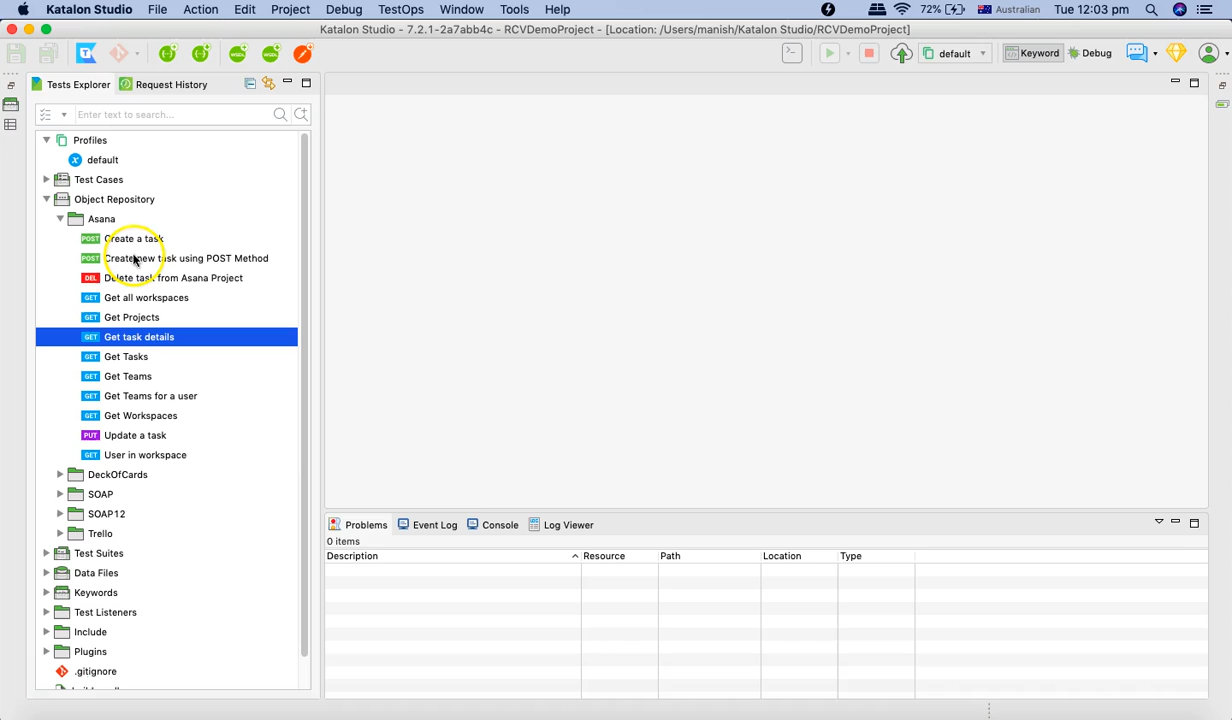 Katalon Studio File Action Edit Project Debug TestOps Window Tools Help 72% Australian Tue 12:03 pm
Katalon Studio - 7.2.1-2a7abb4c - RCVDemoProject - [Location: /Users/manish/Katalon Studio/RCVDemoProject]
default Keyword Debug
Tests Explorer Request History
Enter text to search...
Profiles
default
Test Cases
Object Repository
Asana
POST Create a task
POST Create new task using POST Method
DEL Delete task from Asana Project
GET Get all workspaces
GET Get Projects
GET Get task details
GET Get Tasks
GET Get Teams
GET Get Teams for a user
GET Get Workspaces
PUT Update a task
GET User in workspace
DeckOfCards
SOAP
SOAP12
Trello
Test Suites
Data Files
Keywords
Test Listeners
Include
Plugins
.gitignore
Problems Event Log Console Log Viewer
0 items
Description Resource Path Location Type